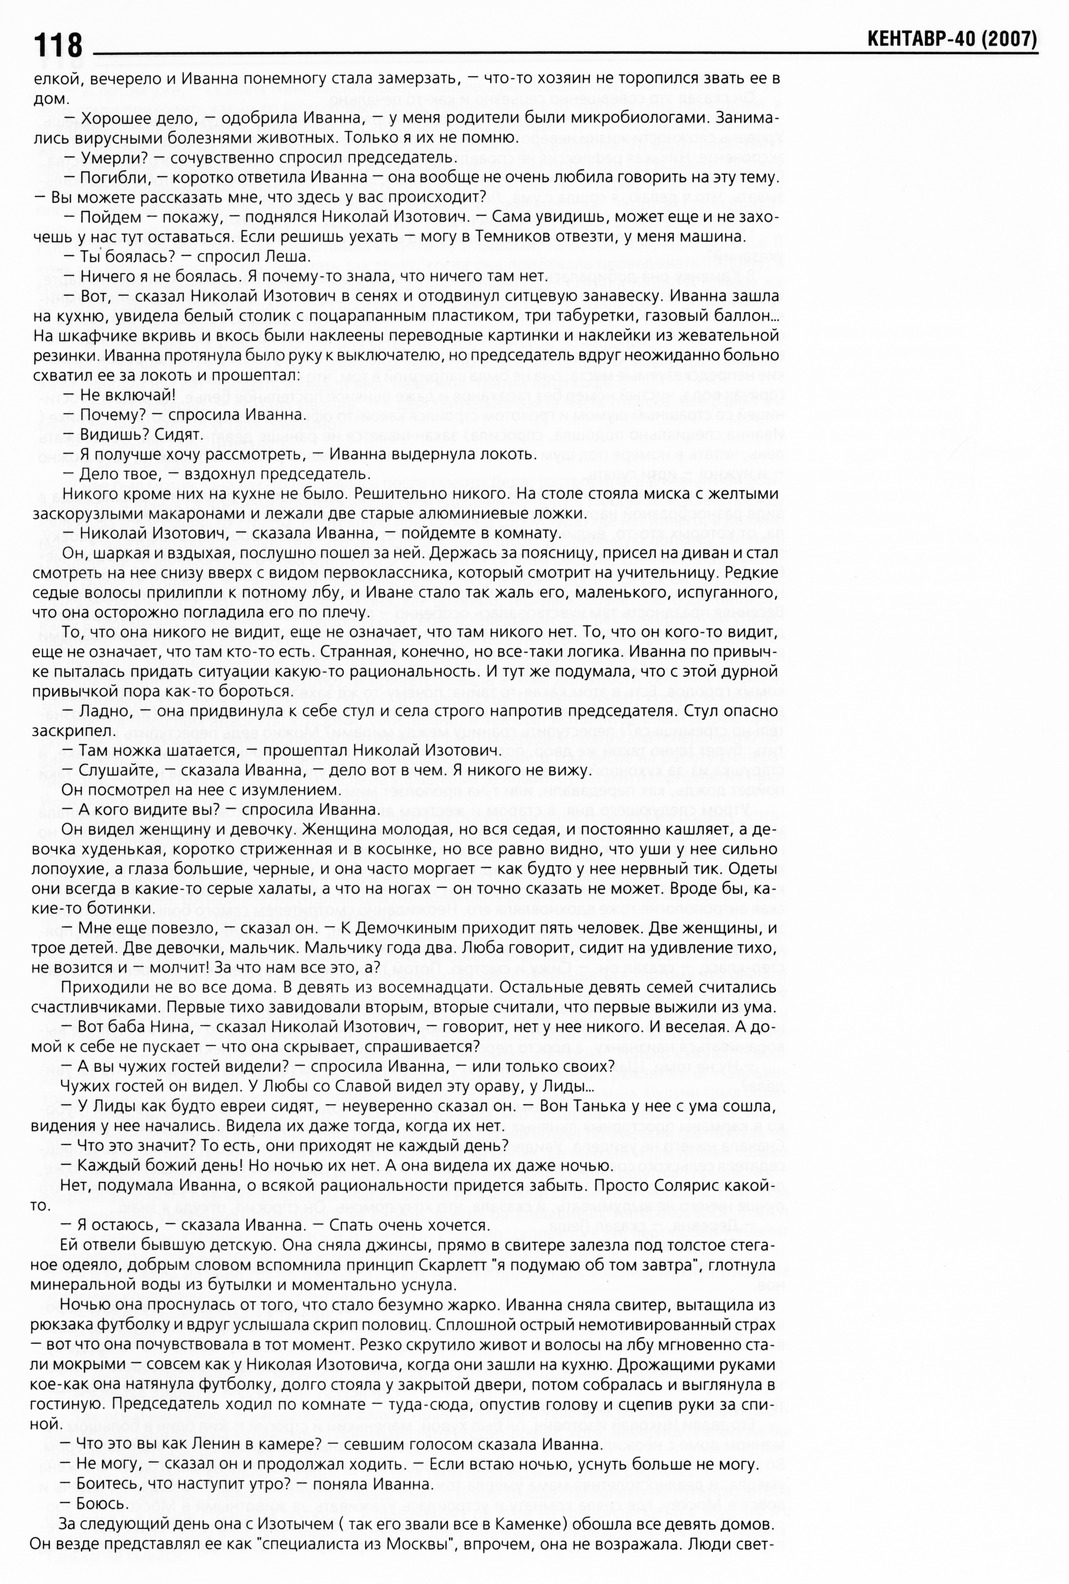 118
КЕНТАВР-40 (2007)
елкой, вечерело и Иванна понемногу стала замерзать, — что-то хозяин не торопился звать ее в
дом.
— Хорошее дело, — одобрила Иванна, — у меня родители были микробиологами. Занима-
лись вирусными болезнями животных. Только я их не помню.
— Умерли? — сочувственно спросил председатель.
— Погибли, — коротко ответила Иванна — она вообще не очень любила говорить на эту тему.
— Вы можете рассказать мне, что здесь у вас происходит?
— Пойдем — покажу, — поднялся Николай Изотович. — Сама увидишь, может еще и не захо-
чешь у нас тут оставаться. Если решишь уехать — могу в Темников отвезти, у меня машина.
— Ты боялась? — спросил Леша.
— Ничего я не боялась. Я почему-то знала, что ничего там нет.
— Вот, — сказал Николай Изотович в сенях и отодвинул ситцевую занавеску. Иванна зашла
на кухню, увидела белый столик с поцарапанным пластиком, три табуретки, газовый баллон...
На шкафчике вкривь и вкось были наклеены переводные картинки и наклейки из жевательной
резинки. Иванна протянула было руку к выключателю, но председатель вдруг неожиданно больно
схватил ее за локоть и прошептал:
— Не включай!
— Почему? — спросила Иванна.
— Видишь? Сидят.
— Я получше хочу рассмотреть, — Иванна выдернула локоть.
— Дело твое, — вздохнул председатель.
Никого кроме них на кухне не было. Решительно никого. На столе стояла миска с желтыми
заскорузлыми макаронами и лежали две старые алюминиевые ложки.
— Николай Изотович, — сказала Иванна, — пойдемте в комнату.
Он, шаркая и вздыхая, послушно пошел за ней. Держась за поясницу, присел на диван и стал
смотреть на нее снизу вверх с видом первоклассника, который смотрит на учительницу. Редкие
седые волосы прилипли к потному лбу, и Иване стало так жаль его, маленького, испуганного,
что она осторожно погладила его по плечу.
То, что она никого не видит, еще не означает, что там никого нет. То, что он кого-то видит,
еще не означает, что там кто-то есть. Странная, конечно, но все-таки логика. Иванна по привыч-
ке пыталась придать ситуации какую-то рациональность. И тут же подумала, что с этой дурной
привычкой пора как-то бороться.
— Ладно, — она придвинула к себе стул и села строго напротив председателя. Стул опасно
заскрипел.
— Там ножка шатается, — прошептал Николай Изотович.
— Слушайте, — сказала Иванна, — дело вот в чем. Я никого не вижу.
Он посмотрел на нее с изумлением.
— А кого видите вы? — спросила Иванна.
Он видел женщину и девочку. Женщина молодая, но вся седая, и постоянно кашляет, а де-
вочка худенькая, коротко стриженная и в косынке, но все равно видно, что уши у нее сильно
лопоухие, а глаза большие, черные, и она часто моргает — как будто у нее нервный тик. Одеты
они всегда в какие-то серые халаты, а что на ногах — он точно сказать не может. Вроде бы, ка-
кие-то ботинки.
— Мне еще повезло, — сказал он. — К Демочкиным приходит пять человек. Две женщины, и
трое детей. Две девочки, мальчик. Мальчику года два. Люба говорит, сидит на удивление тихо,
не возится и — молчит! За что нам все это, а?
Приходили не во все дома. В девять из восемнадцати. Остальные девять семей считались
счастливчиками. Первые тихо завидовали вторым, вторые считали, что первые выжили из ума.
— Вот баба Нина, — сказал Николай Изотович, — говорит, нет у нее никого. И веселая. А до-
мой к себе не пускает — что она скрывает, спрашивается?
— А вы чужих гостей видели? — спросила Иванна, — или только своих?
Чужих гостей он видел. У Любы со Славой видел эту ораву, у Лиды...
— У Лиды как будто евреи сидят, — неуверенно сказал он. — Вон Танька у нее с ума сошла,
видения у нее начались. Видела их даже тогда, когда их нет.
— Что это значит? То есть, они приходят не каждый день?
— Каждый божий день! Но ночью их нет. А она видела их даже ночью.
Нет, подумала Иванна, о всякой рациональности придется забыть. Просто Солярис какой-
то.
— Я остаюсь, — сказала Иванна. — Спать очень хочется.
Ей отвели бывшую детскую. Она сняла джинсы, прямо в свитере залезла под толстое стега-
ное одеяло, добрым словом вспомнила принцип Скарлетт "я подумаю об том завтра", глотнула
минеральной воды из бутылки и моментально уснула.
Ночью она проснулась от того, что стало безумно жарко. Иванна сняла свитер, вытащила из
рюкзака футболку и вдруг услышала скрип половиц. Сплошной острый немотивированный страх
— вот что она почувствовала в тот момент. Резко скрутило живот и волосы на лбу мгновенно ста-
ли мокрыми — совсем как у Николая Изотовича, когда они зашли на кухню. Дрожащими руками
кое-как она натянула футболку, долго стояла у закрытой двери, потом собралась и выглянула в
гостиную. Председатель ходил по комнате — туда-сюда, опустив голову и сцепив руки за спи-
ной.
— Что это вы как Ленин в камере? — севшим голосом сказала Иванна.
— Не могу, — сказал он и продолжал ходить. — Если встаю ночью, уснуть больше не могу.
— Боитесь, что наступит утро? — поняла Иванна.
— Боюсь.
За следующий день она с Изотычем ( так его звали все в Каменке) обошла все девять домов.
Он везде представлял ее как "специалиста из Москвы", впрочем, она не возражала. Люди свет-